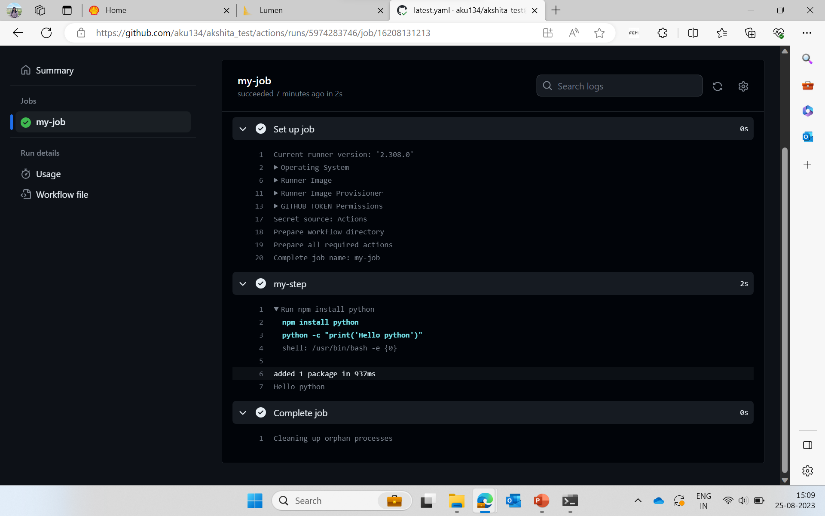 Home
Lumen
latest.yaml · aku134/akshita_test
https://github.com/aku134/akshita_test/actions/runs/5974283746/job/16208131213
Summary
Jobs
my-job
Run details
Usage
Workflow file
my-job
succeeded 7 minutes ago in 2s
Search logs
Set up job 0s
1 Current runner version: '2.308.0'
2 Operating System
6 Runner Image
11 Runner Image Provisioner
13 GITHUB_TOKEN Permissions
17 Secret source: Actions
18 Prepare workflow directory
19 Prepare all required actions
20 Complete job name: my-job
my-step 2s
1 Run npm install python
2 npm install python
3 python -c "print('Hello python')"
4 shell: /usr/bin/bash -e {0}
5
6 added 1 package in 937ms
7 Hello python
Complete job 0s
1 Cleaning up orphan processes
Search
ENG
IN
15:09
25-08-2023